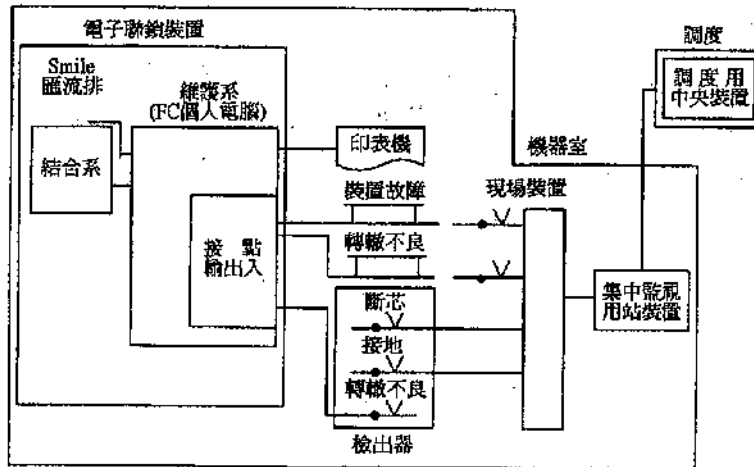 電子聯鎖裝置
Smile
匯流排
維護系
(FC個人電腦)
結合系
接 點
輸出入
印表機
裝置故障
轉轍不良
斷芯
接地
轉轍不良
檢出器
現場裝置
機器室
集中監視
用站裝置
調度
調度用
中央裝置